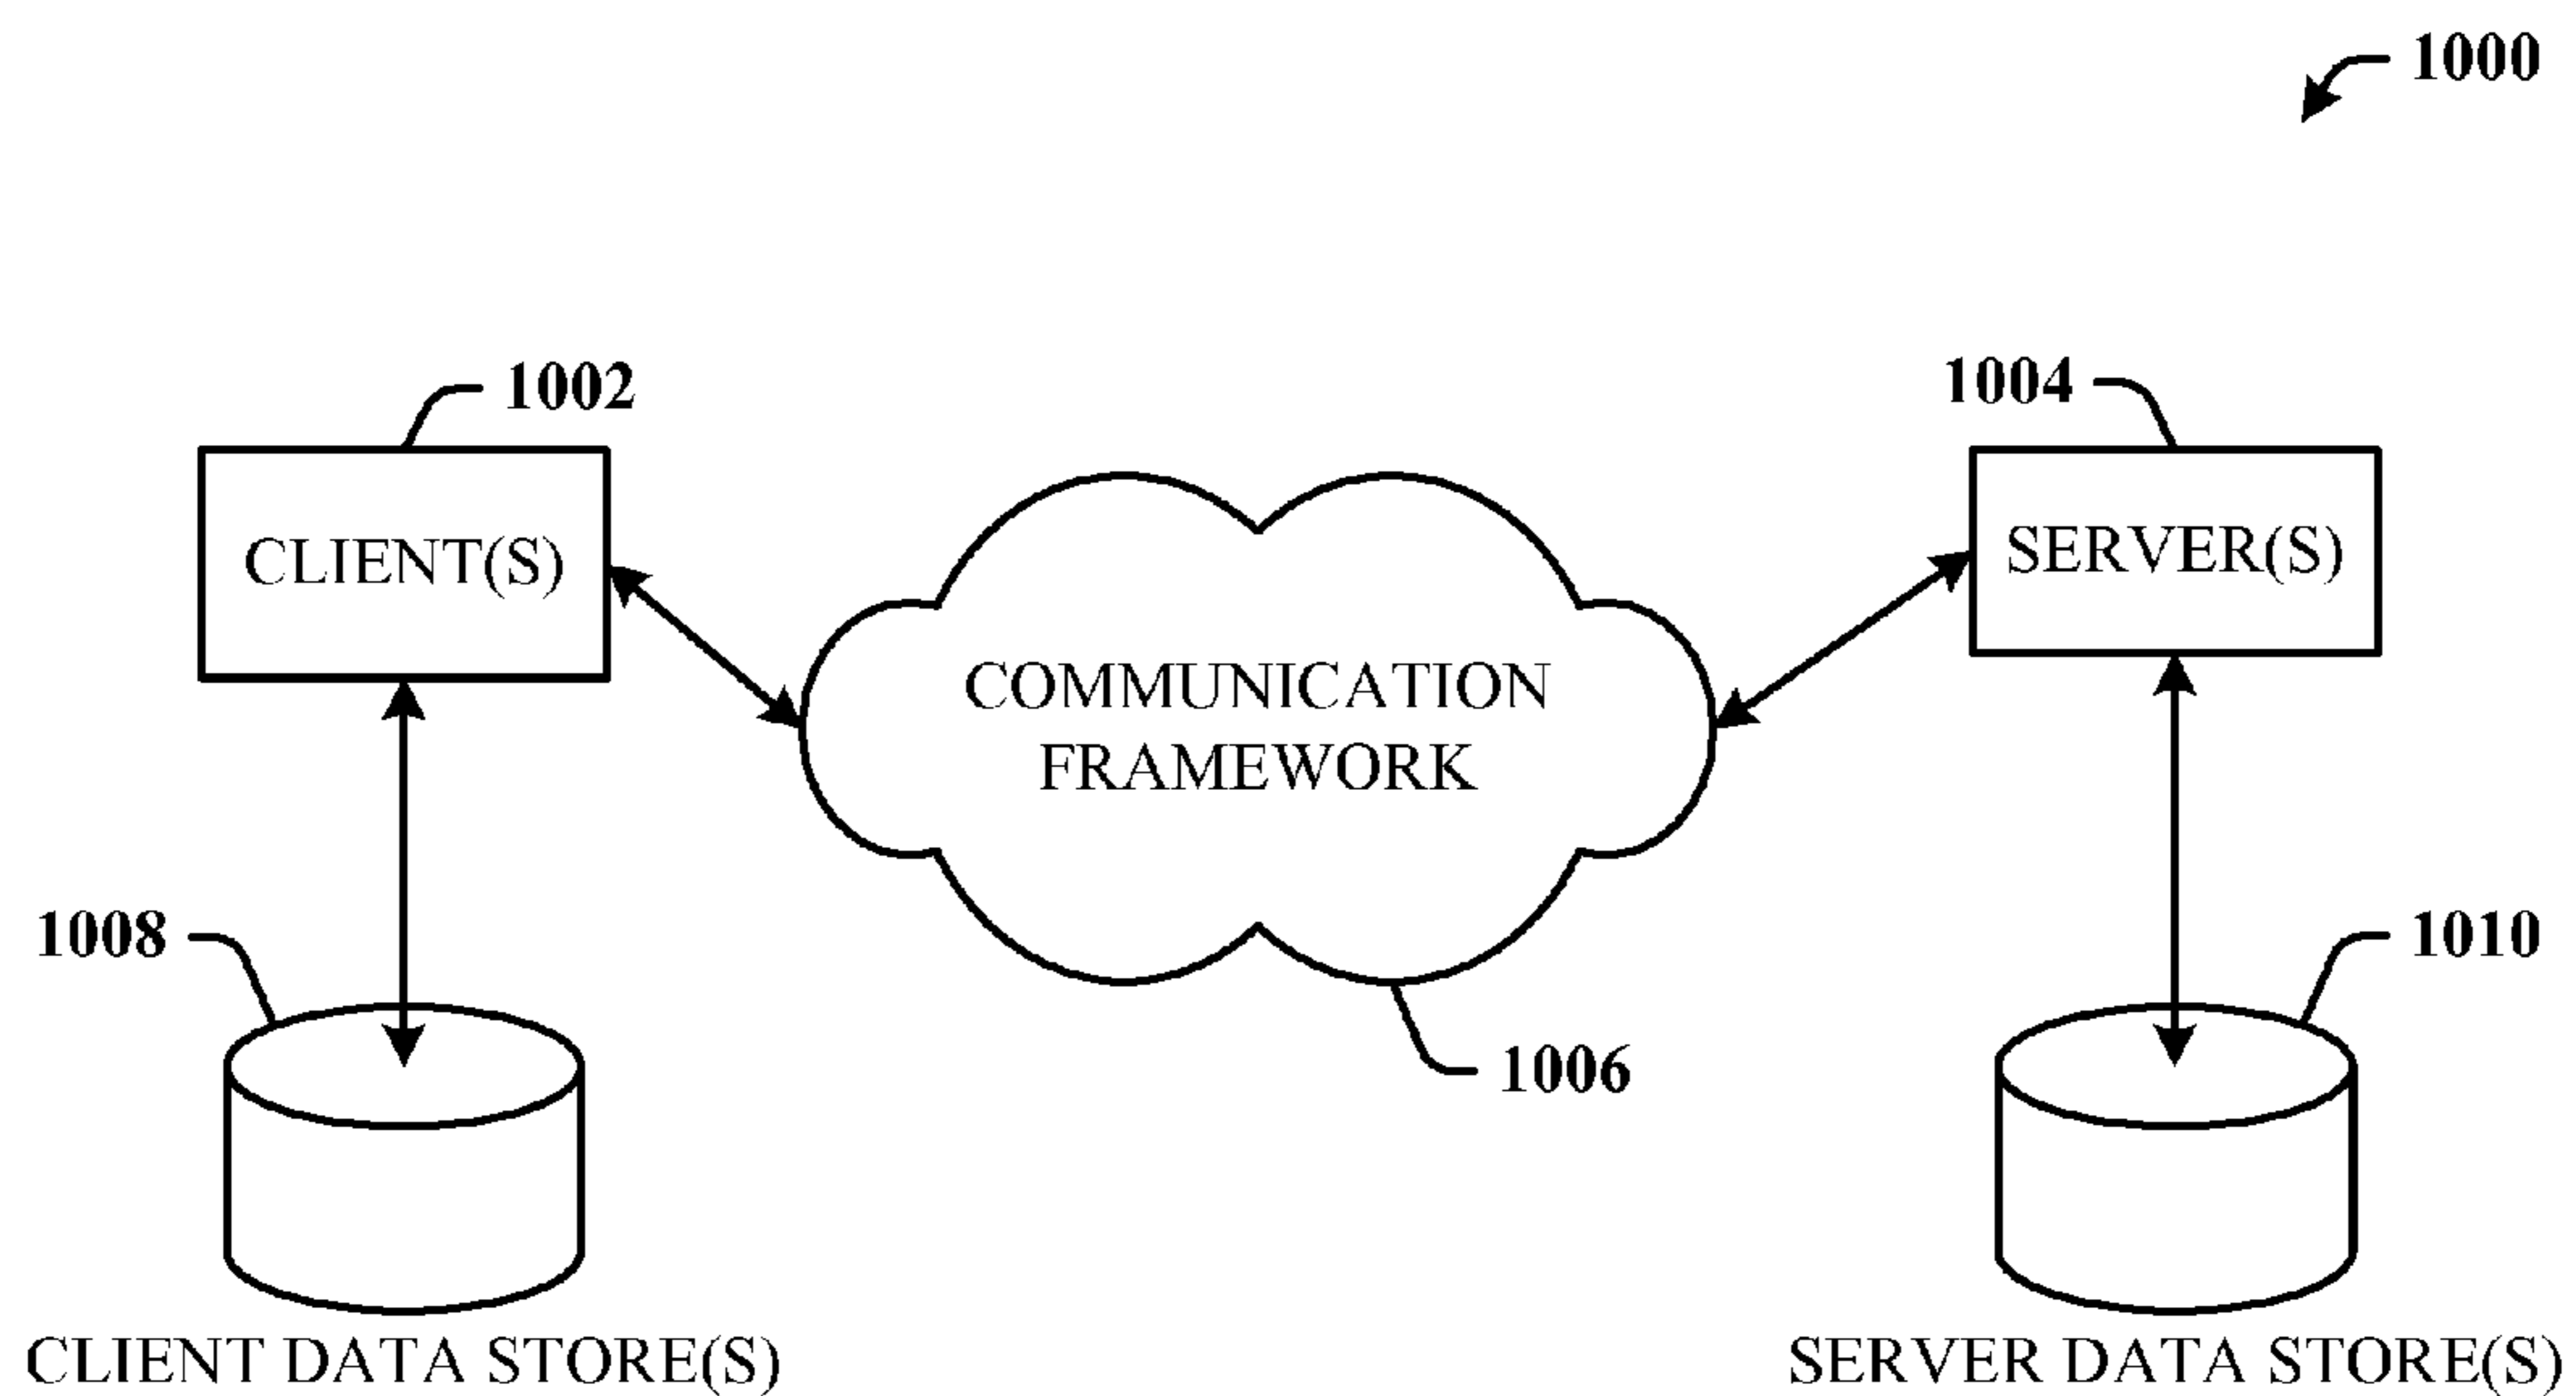 1000
1002
1004
CLIENT(S)
SERVER(S)
COMMUNICATION
FRAMEWORK
1008
1010
1006
CLIENT DATA STORE(S)
SERVER DATA STORE(S)